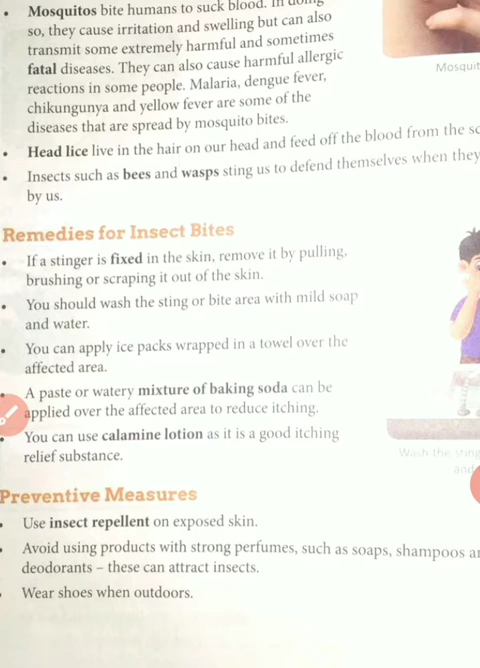 • Mosquitos bite humans to suck blood. In doing
so, they cause irritation and swelling but can also
transmit some extremely harmful and sometimes
fatal diseases. They can also cause harmful allergic
reactions in some people. Malaria, dengue fever,
chikungunya and yellow fever are some of the
diseases that are spread by mosquito bites.
Mosquit
• Head lice live in the hair on our head and feed off the blood from the sc
• Insects such as bees and wasps sting us to defend themselves when they
by us.
Remedies for Insect Bites
• If a stinger is fixed in the skin, remove it by pulling,
brushing or scraping it out of the skin.
• You should wash the sting or bite area with mild soap
and water.
• You can apply ice packs wrapped in a towel over the
affected area.
• A paste or watery mixture of baking soda can be
applied over the affected area to reduce itching.
• You can use calamine lotion as it is a good itching
relief substance.
Wash the sting
and
Preventive Measures
• Use insect repellent on exposed skin.
• Avoid using products with strong perfumes, such as soaps, shampoos a
deodorants – these can attract insects.
• Wear shoes when outdoors.